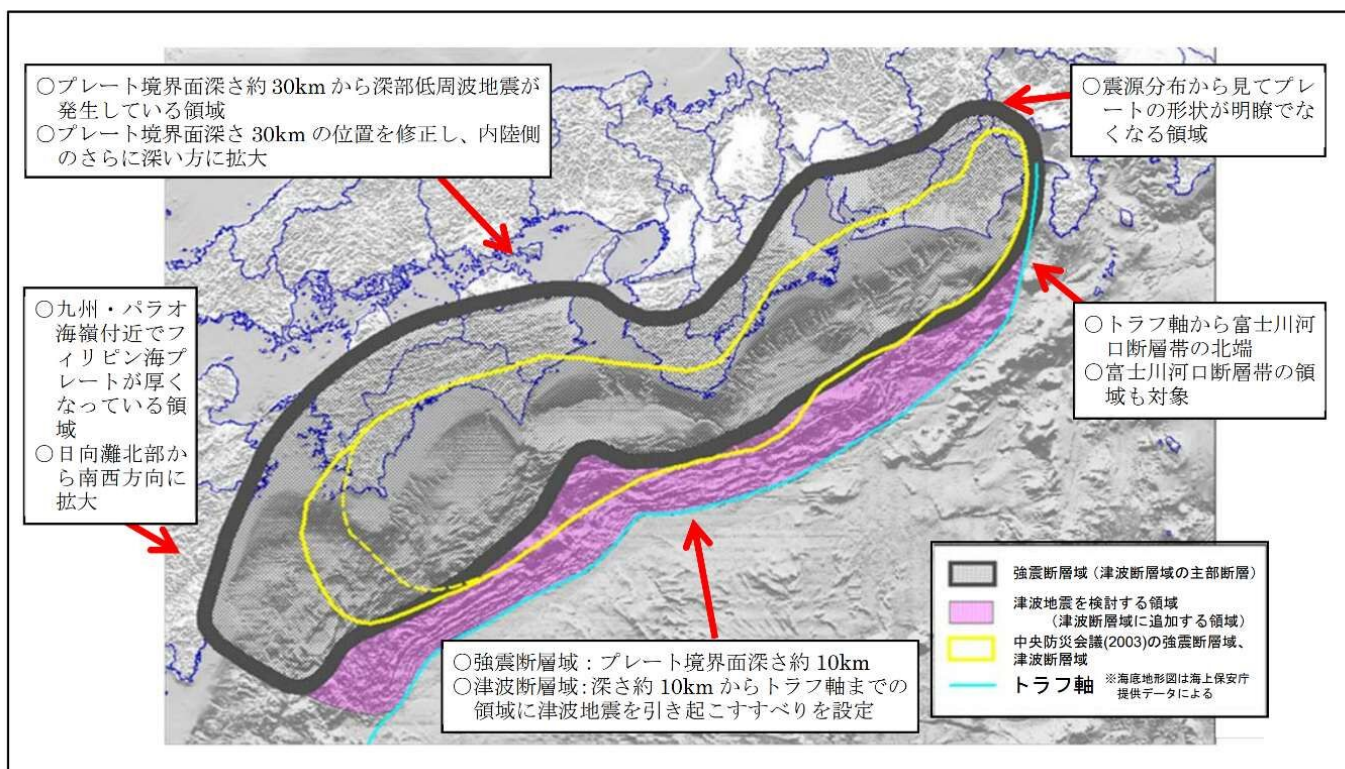 ○プレート境界面深さ約30kmから深部低周波地震が
発生している領域
○プレート境界面深さ30kmの位置を修正し、内陸側
のさらに深い方に拡大
○震源分布から見てプレ
ートの形状が明瞭でな
くなる領域
○九州・パラオ
海嶺付近でフ
ィリピン海プ
レートが厚く
なっている領
域
○日向灘北部か
ら南西方向に
拡大
○トラフ軸から富士川河
口断層帯の北端
○富士川河口断層帯の領
域も対象
○強震断層域：プレート境界面深さ約10km
○津波断層域：深さ約10kmからトラフ軸までの
領域に津波地震を引き起こすすべりを設定
強震断層域（津波断層域の主部断層）
津波地震を検討する領域
（津波断層域に追加する領域）
中央防災会議(2003)の強震断層域、
津波断層域
トラフ軸 ※海底地形図は海上保安庁
提供データによる